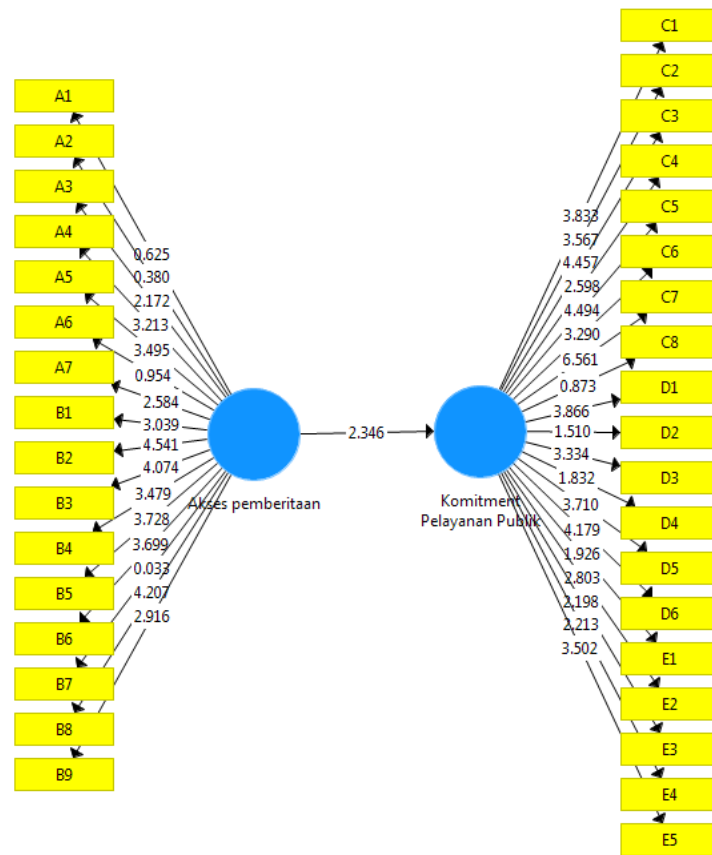 A1
A2
A3
A4
A5
A6
A7
B1
B2
B3
B4
B5
B6
B7
B8
B9
0.625
0.380
2.172
3.213
3.495
0.954
2.584
3.039
4.541
4.074
3.479
3.728
3.699
0.033
4.207
2.916
Akses pemberitaan
2.346
Komitment
Pelayanan Publik
3.833
3.567
4.457
2.598
4.494
3.290
6.561
0.873
3.866
1.510
3.334
1.832
3.710
4.179
1.926
2.803
2.198
2.213
3.502
C1
C2
C3
C4
C5
C6
C7
C8
D1
D2
D3
D4
D5
D6
E1
E2
E3
E4
E5